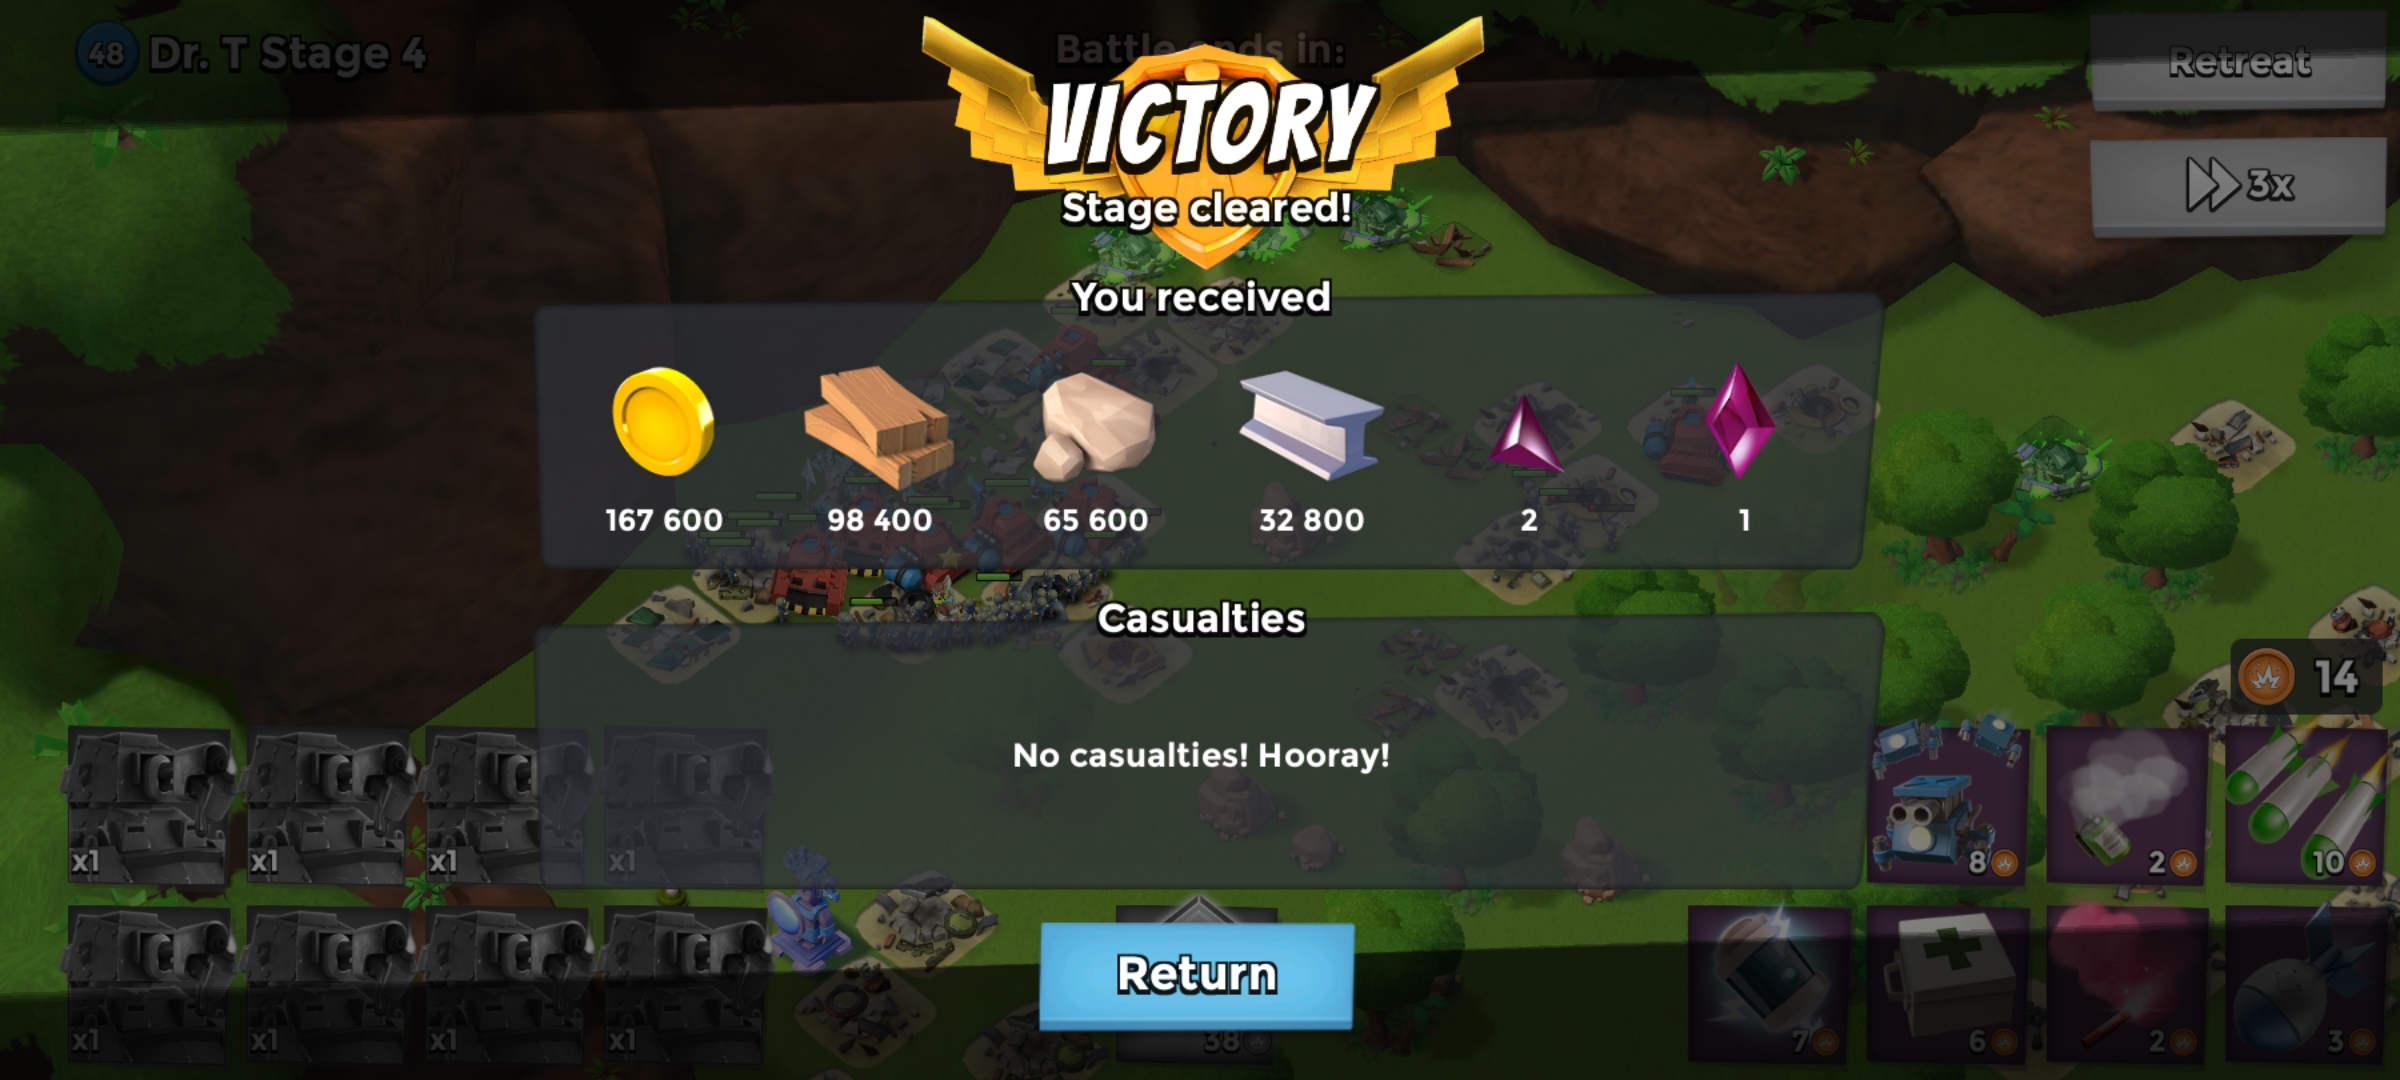 48 Dr. T Stage 4
Battle ends in:
Retreat
VICTORY
3x
Stage cleared!
You received
167 600 98 400 65 600 32 800 2 1
Casualties
14
No casualties! Hooray!
x1 x1 x1 x1
8 2 10
Return
x1 x1 x1 x1
38
7 6 2 3